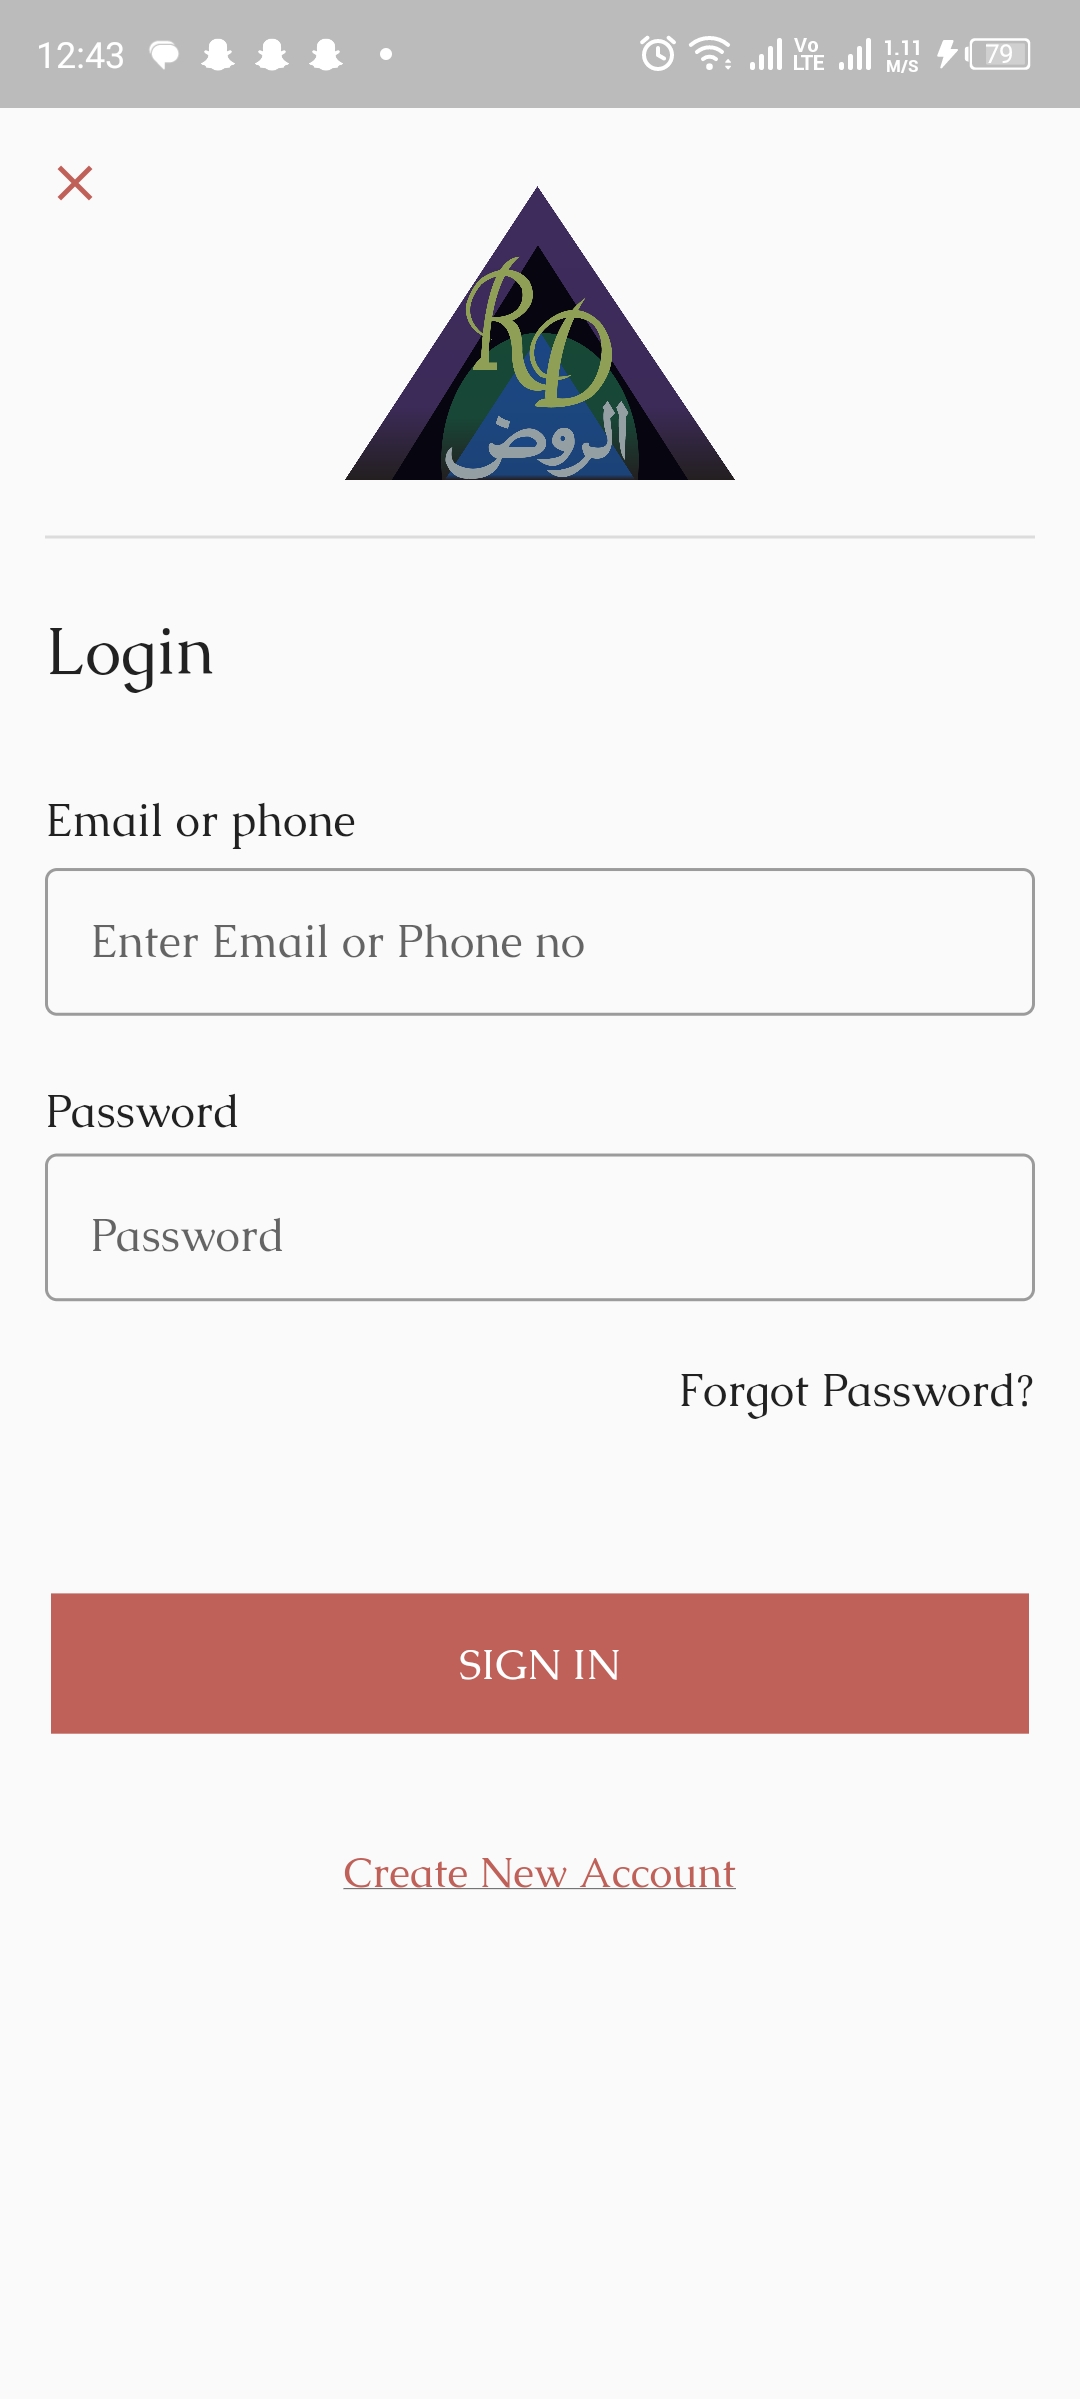 12:43
Vo
LTE
1.11
M/S
79
RD
الروض
Login
Email or phone
Enter Email or Phone no
Password
Password
Forgot Password?
SIGN IN
Create New Account